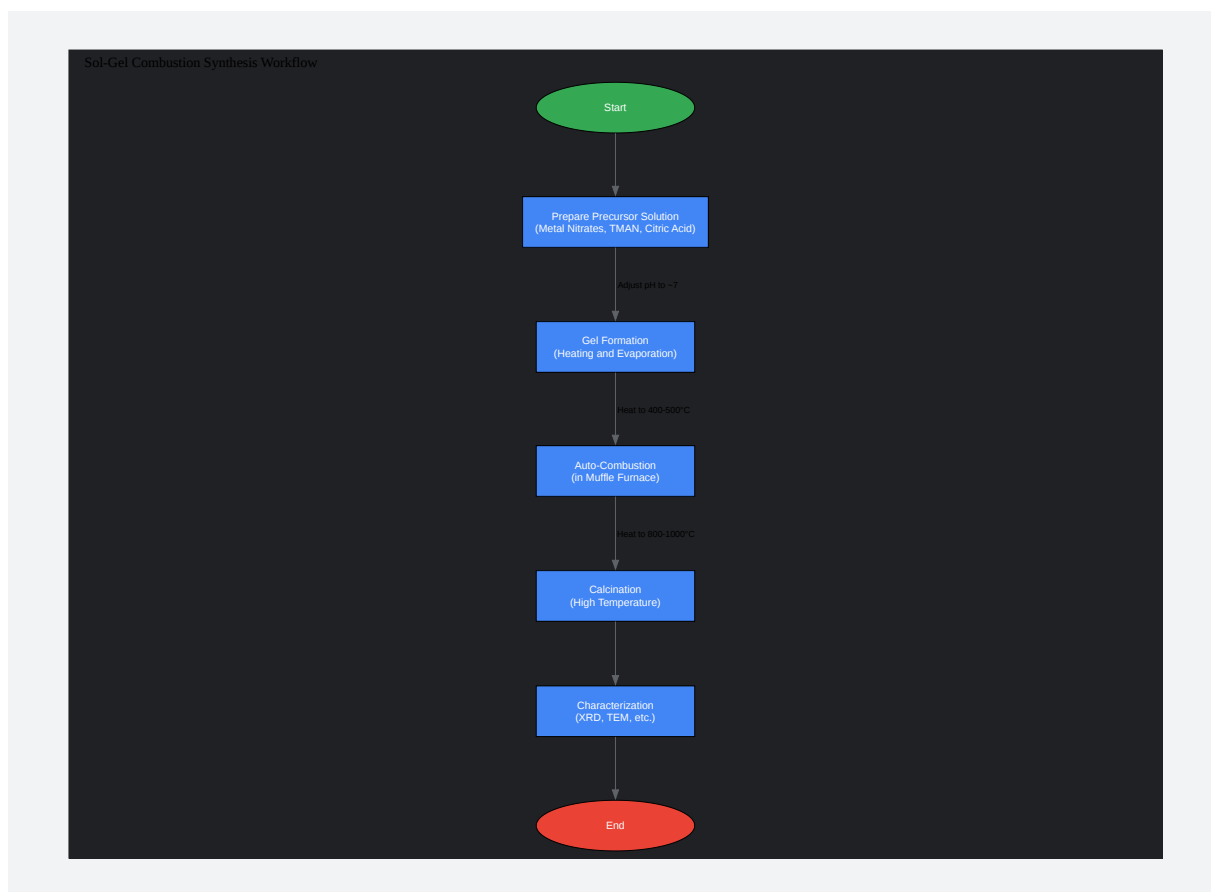 Sol-Gel Combustion Synthesis Workflow
Start
Prepare Precursor Solution
(Metal Nitrates, TMAN, Citric Acid)
Adjust pH to ~7
Gel Formation
(Heating and Evaporation)
Heat to 400-500°C
Auto-Combustion
(in Muffle Furnace)
Heat to 800-1000°C
Calcination
(High Temperature)
Characterization
(XRD, TEM, etc.)
End